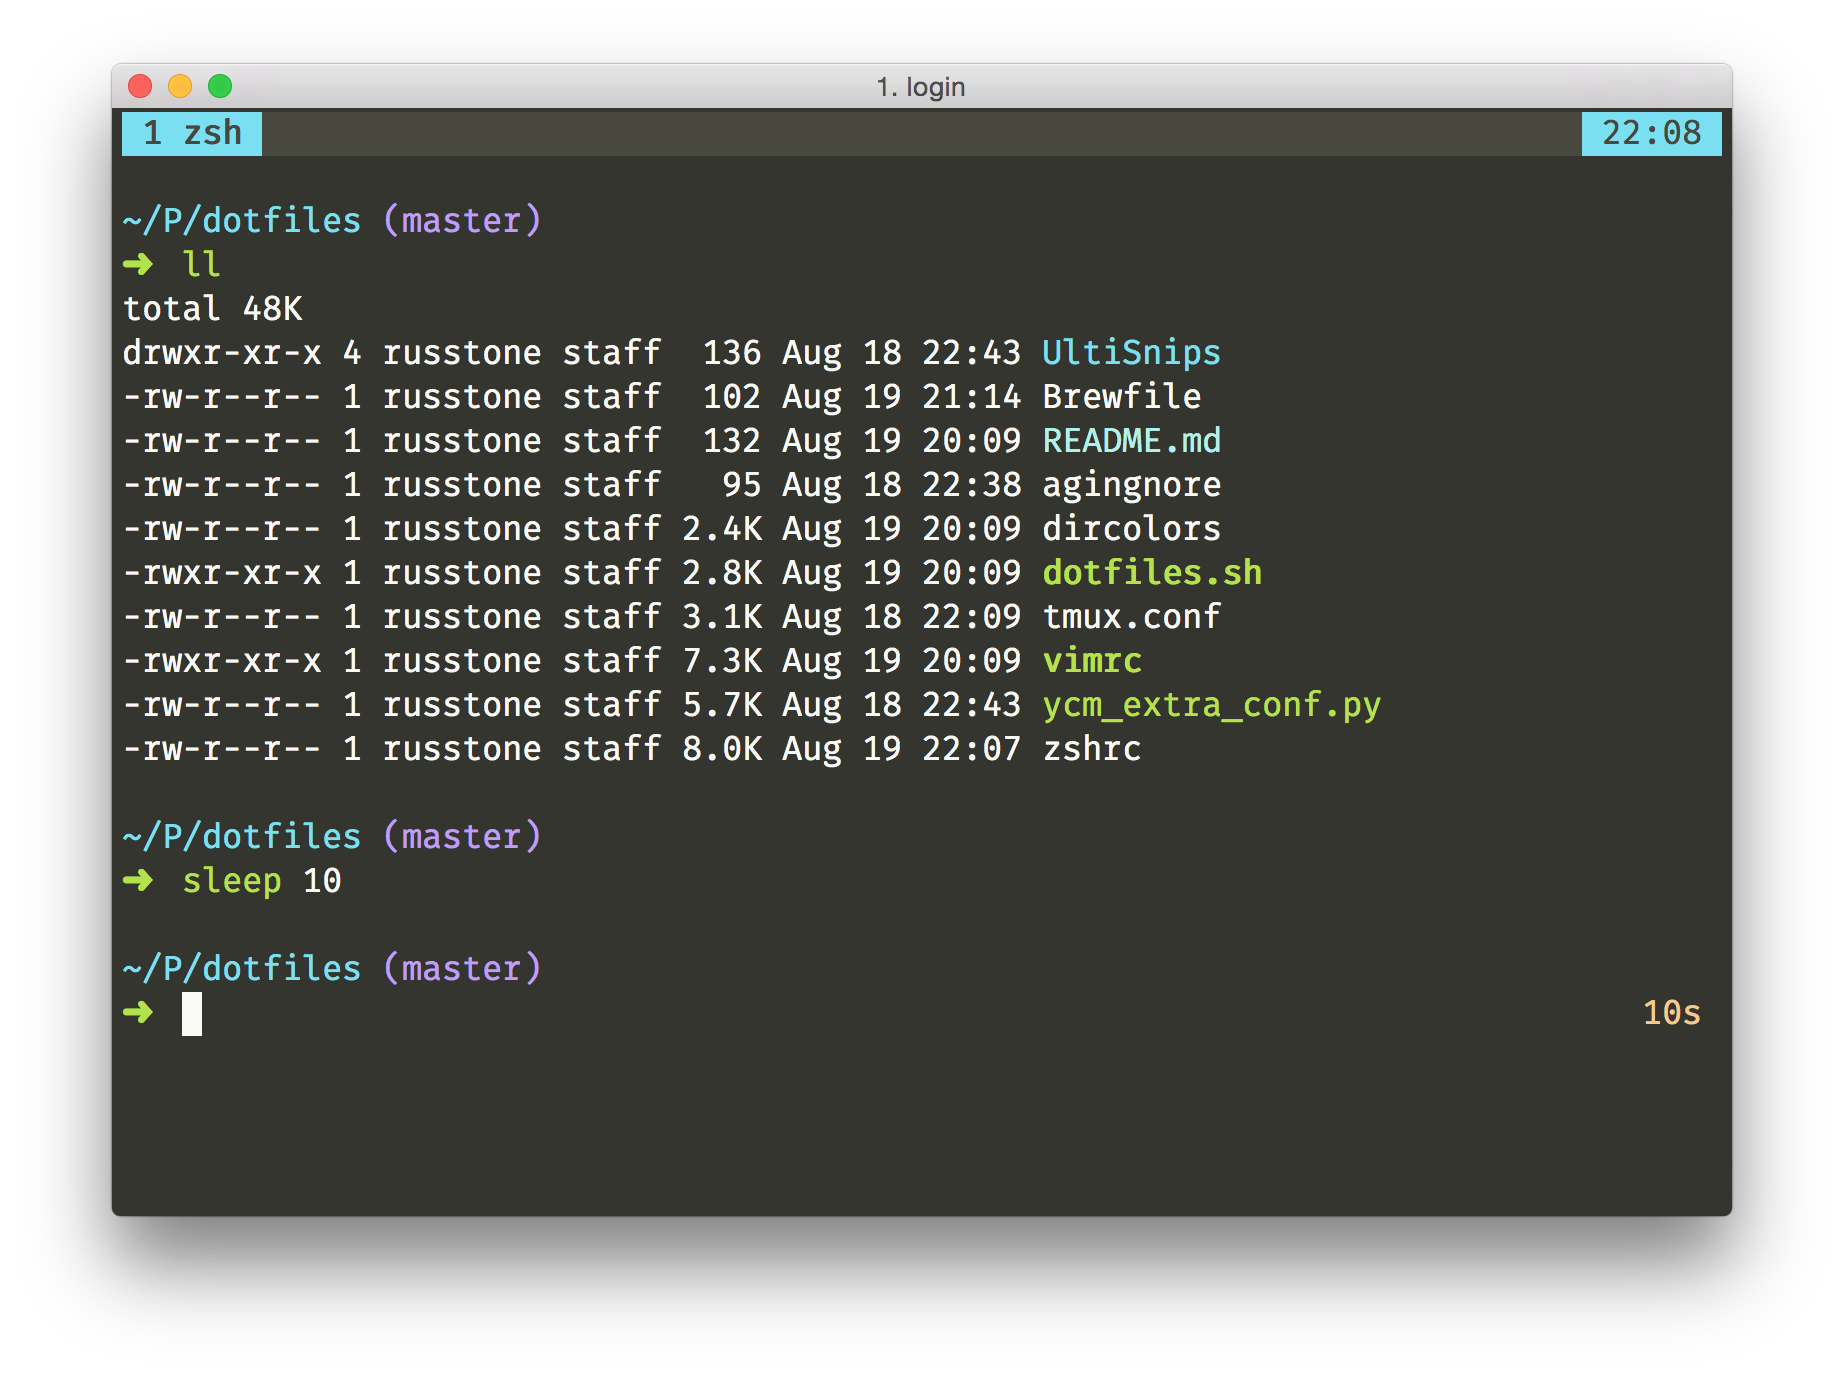 1. login
1 zsh 22:08
~/P/dotfiles (master)
➜ ll
total 48K
drwxr-xr-x 4 russtone staff  136 Aug 18 22:43 UltiSnips
-rw-r--r-- 1 russtone staff  102 Aug 19 21:14 Brewfile
-rw-r--r-- 1 russtone staff  132 Aug 19 20:09 README.md
-rw-r--r-- 1 russtone staff   95 Aug 18 22:38 agingnore
-rw-r--r-- 1 russtone staff 2.4K Aug 19 20:09 dircolors
-rwxr-xr-x 1 russtone staff 2.8K Aug 19 20:09 dotfiles.sh
-rw-r--r-- 1 russtone staff 3.1K Aug 18 22:09 tmux.conf
-rwxr-xr-x 1 russtone staff 7.3K Aug 19 20:09 vimrc
-rw-r--r-- 1 russtone staff 5.7K Aug 18 22:43 ycm_extra_conf.py
-rw-r--r-- 1 russtone staff 8.0K Aug 19 22:07 zshrc
~/P/dotfiles (master)
➜ sleep 10
~/P/dotfiles (master)
➜ 10s